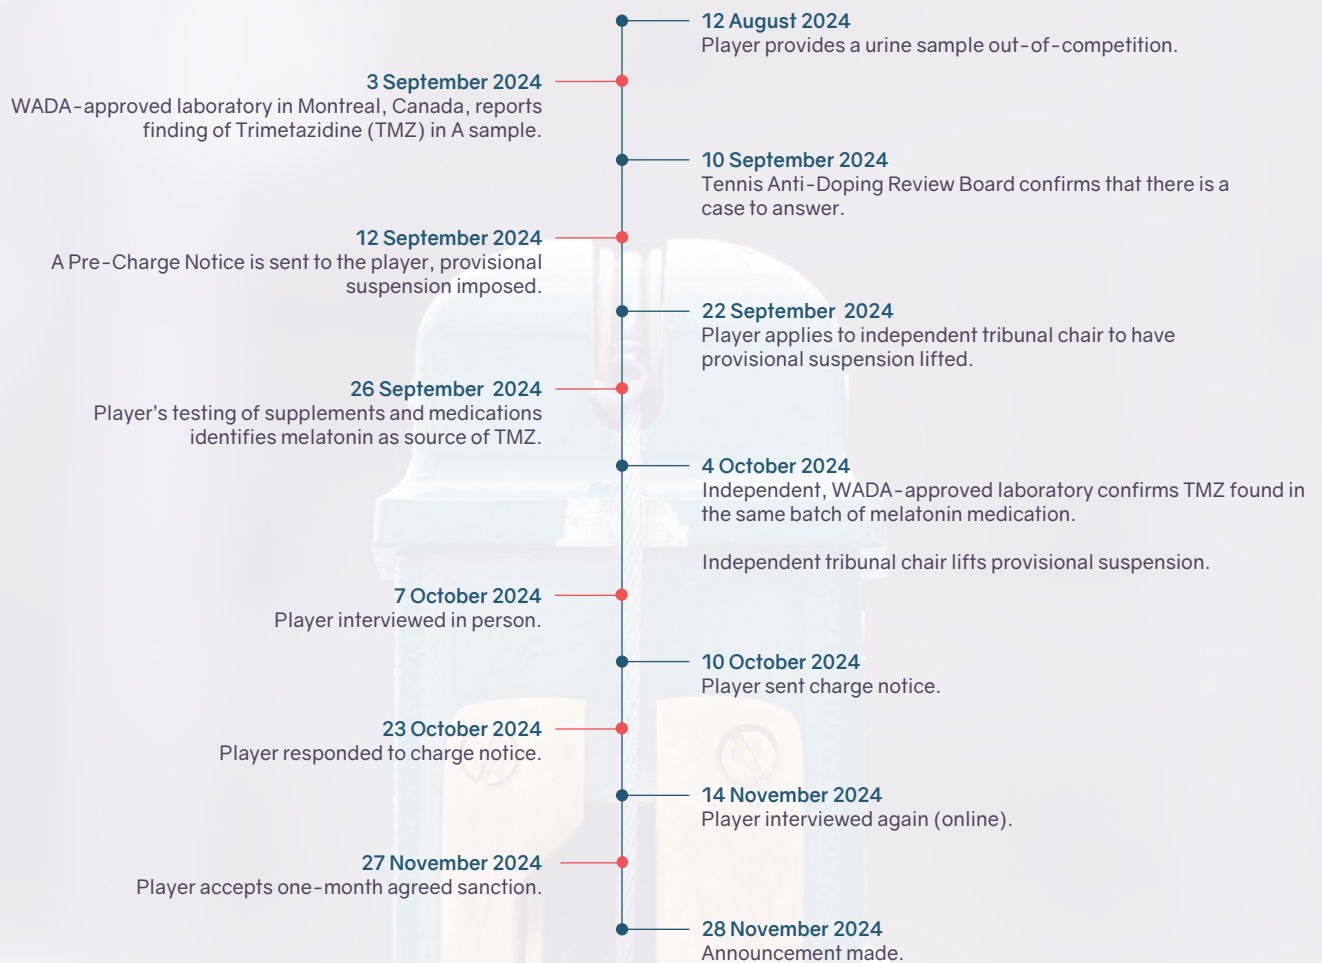 12 August 2024
Player provides a urine sample out-of-competition.
3 September 2024
WADA-approved laboratory in Montreal, Canada, reports
finding of Trimetazidine (TMZ) in A sample.
10 September 2024
Tennis Anti-Doping Review Board confirms that there is a
case to answer.
12 September 2024
A Pre-Charge Notice is sent to the player, provisional
suspension imposed.
22 September 2024
Player applies to independent tribunal chair to have
provisional suspension lifted.
26 September 2024
Player’s testing of supplements and medications
identifies melatonin as source of TMZ.
4 October 2024
Independent, WADA-approved laboratory confirms TMZ found in
the same batch of melatonin medication.
Independent tribunal chair lifts provisional suspension.
7 October 2024
Player interviewed in person.
10 October 2024
Player sent charge notice.
23 October 2024
Player responded to charge notice.
14 November 2024
Player interviewed again (online).
27 November 2024
Player accepts one-month agreed sanction.
28 November 2024
Announcement made.